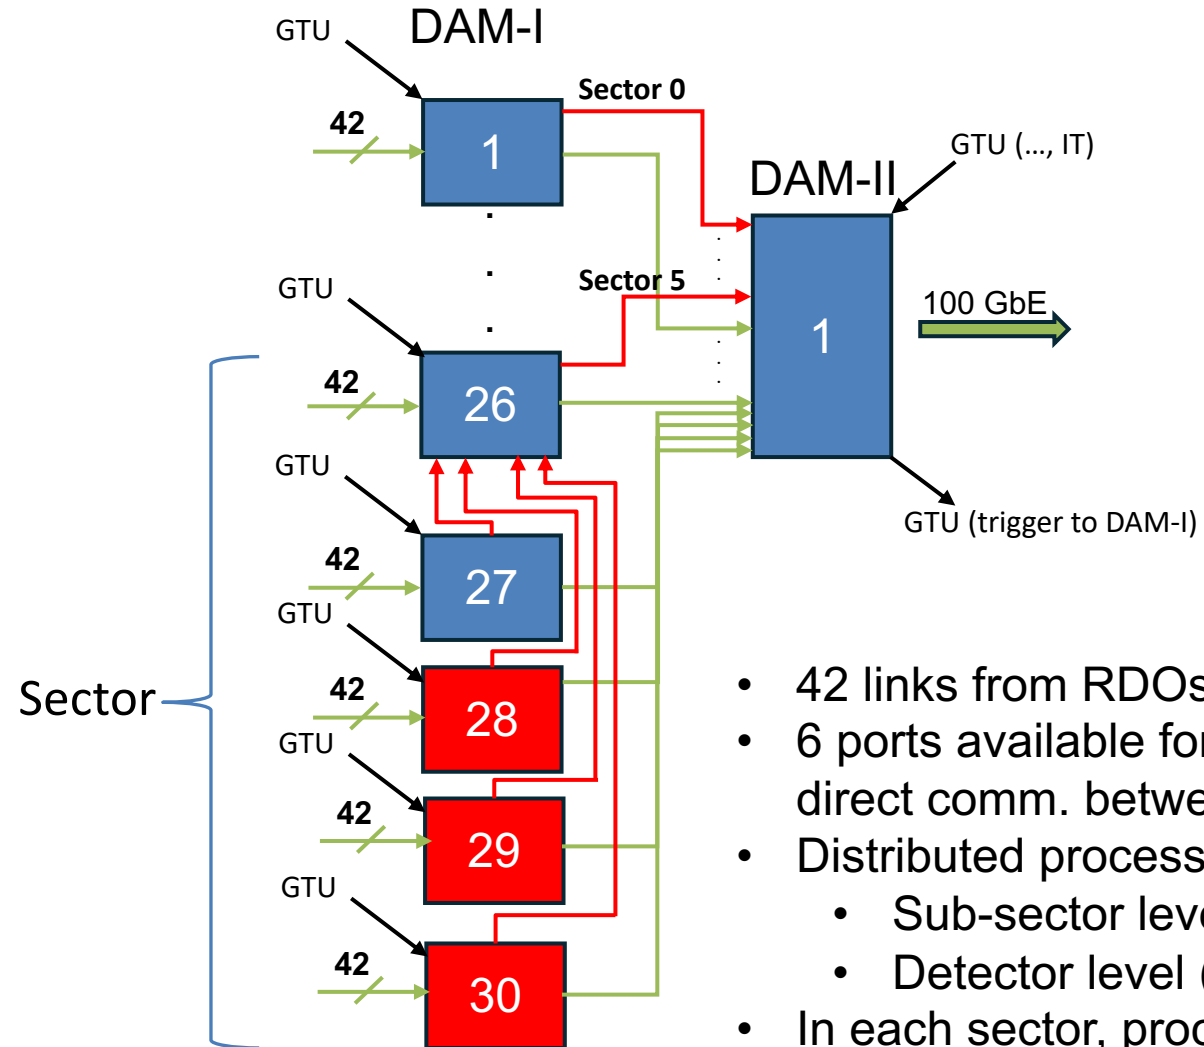 GTU
DAM-I
Sector 0
42
1
GTU (…, IT)
DAM-II
GTU
Sector 5
100 GbE
1
42
26
GTU
GTU (trigger to DAM-I)
42
27
GTU
Sector
42
28
GTU
42
29
GTU
42
30
• 42 links from RDOs
• 6 ports available for
direct comm. betwe
• Distributed process
• Sub-sector leve
• Detector level (
• In each sector, proc